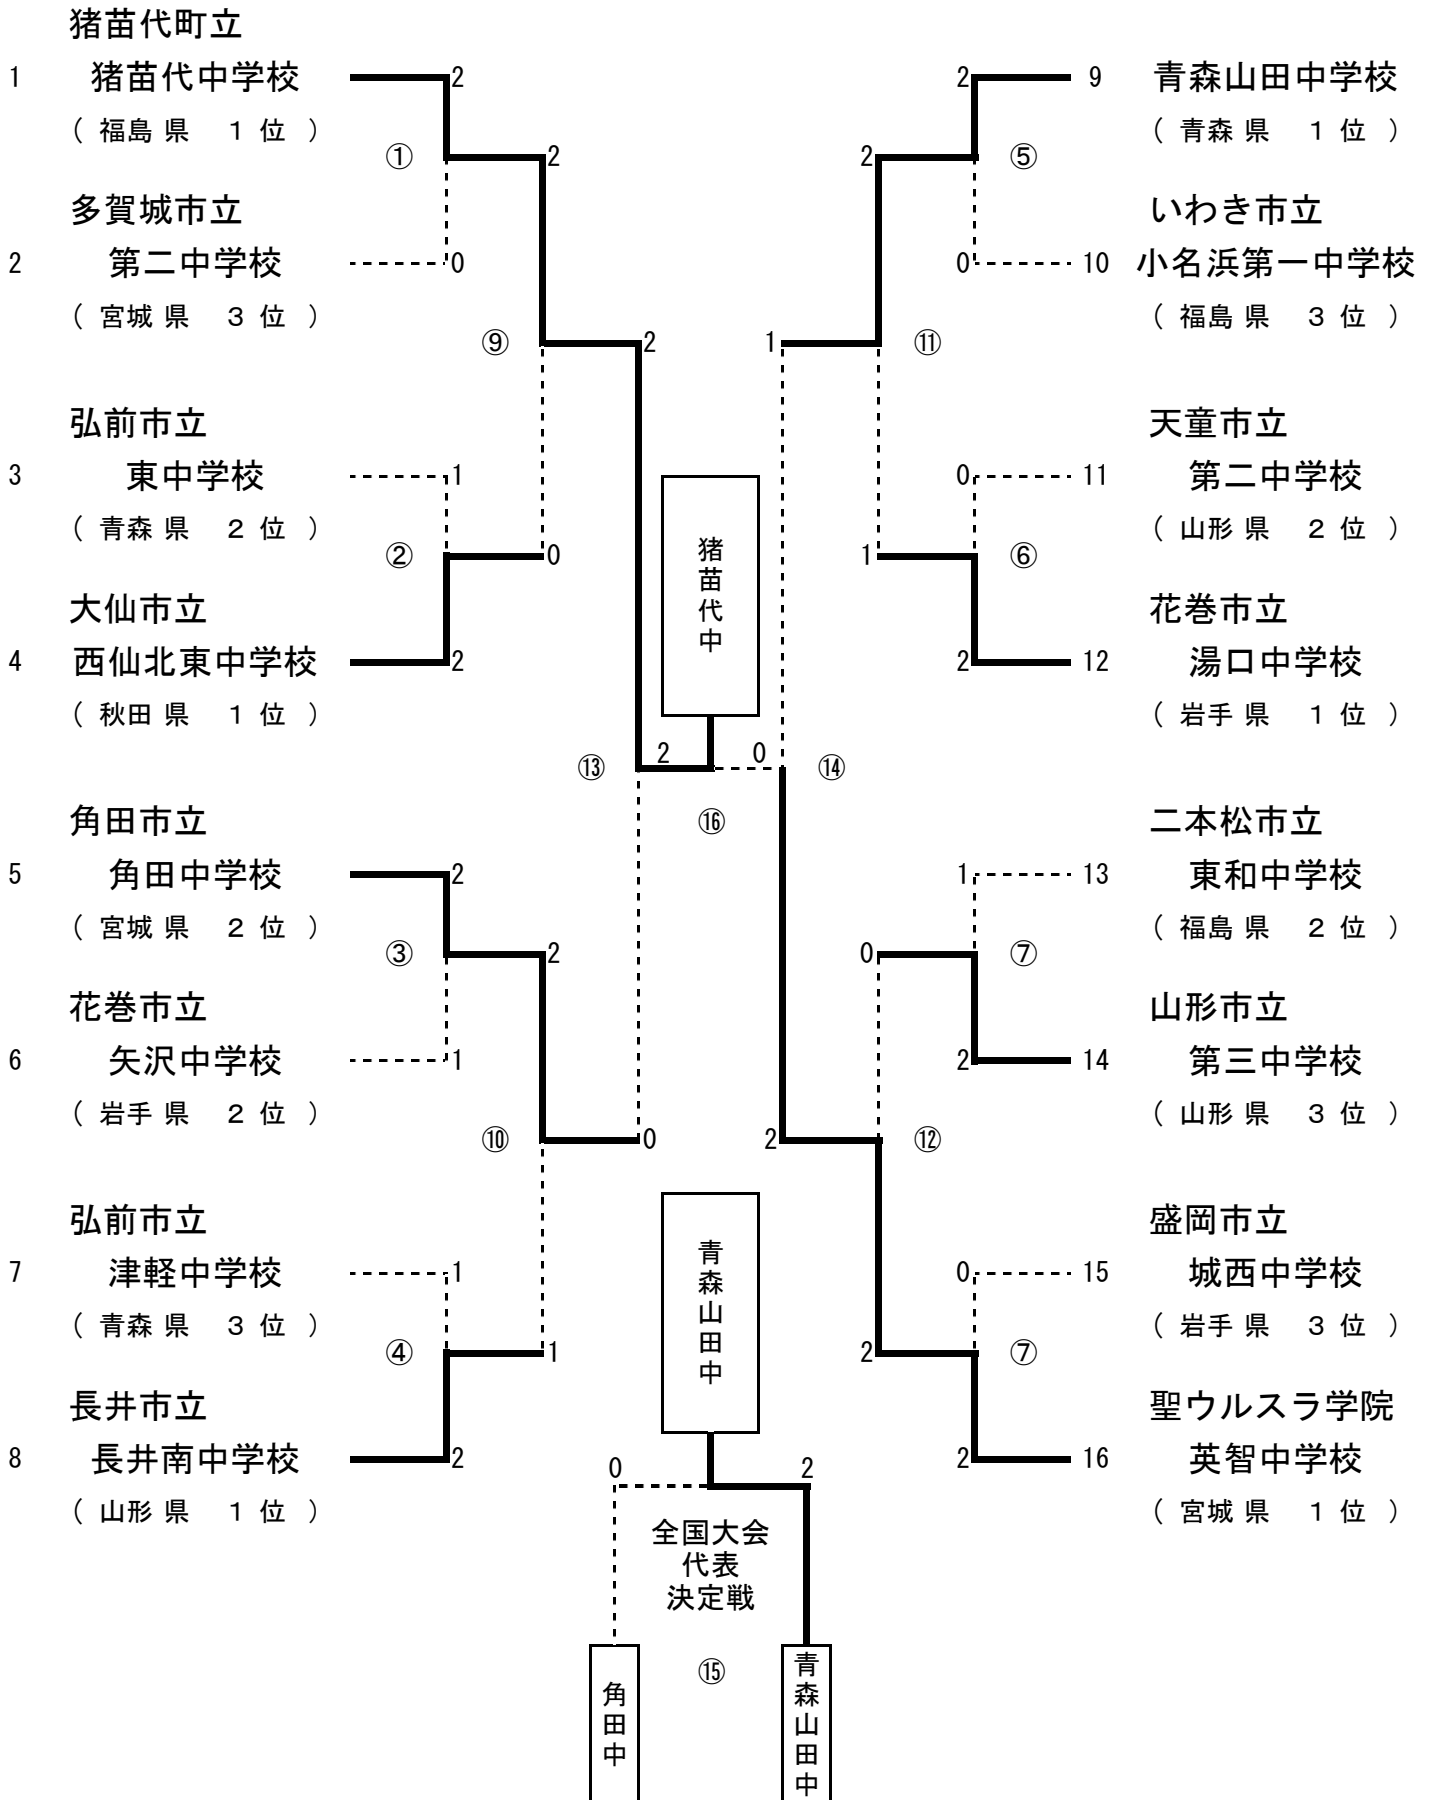 猪苗代町立
1 猪苗代中学校 2
（ 福島 県 1 位 ）
① 2
多賀城市立
2 第二中学校 0
（ 宮城 県 3 位 ）
⑨ 2
弘前市立
3 東中学校 1
（ 青森 県 2 位 ）
② 0
大仙市立
4 西仙北東中学校 2
（ 秋田 県 1 位 ）
⑬ 2
角田市立
5 角田中学校 2
（ 宮城 県 2 位 ）
③ 2
花巻市立
6 矢沢中学校 1
（ 岩手 県 2 位 ）
⑩ 0
弘前市立
7 津軽中学校 1
（ 青森 県 3 位 ）
④ 1
長井市立
8 長井南中学校 2
（ 山形 県 1 位 ）
猪苗代中
⑯
青森山田中
0 2
全国大会
代表
決定戦
⑮
角田中
青森山田中
2 9 青森山田中学校
（ 青森 県 1 位 ）
2 ⑤
いわき市立
0 10 小名浜第一中学校
（ 福島 県 3 位 ）
1 ⑪
天童市立
0 11 第二中学校
（ 山形 県 2 位 ）
1 ⑥
花巻市立
2 12 湯口中学校
（ 岩手 県 1 位 ）
0 ⑭
二本松市立
1 13 東和中学校
（ 福島 県 2 位 ）
0 ⑦
山形市立
2 14 第三中学校
（ 山形 県 3 位 ）
2 ⑫
盛岡市立
0 15 城西中学校
（ 岩手 県 3 位 ）
2 ⑦
聖ウルスラ学院
2 16 英智中学校
（ 宮城 県 1 位 ）